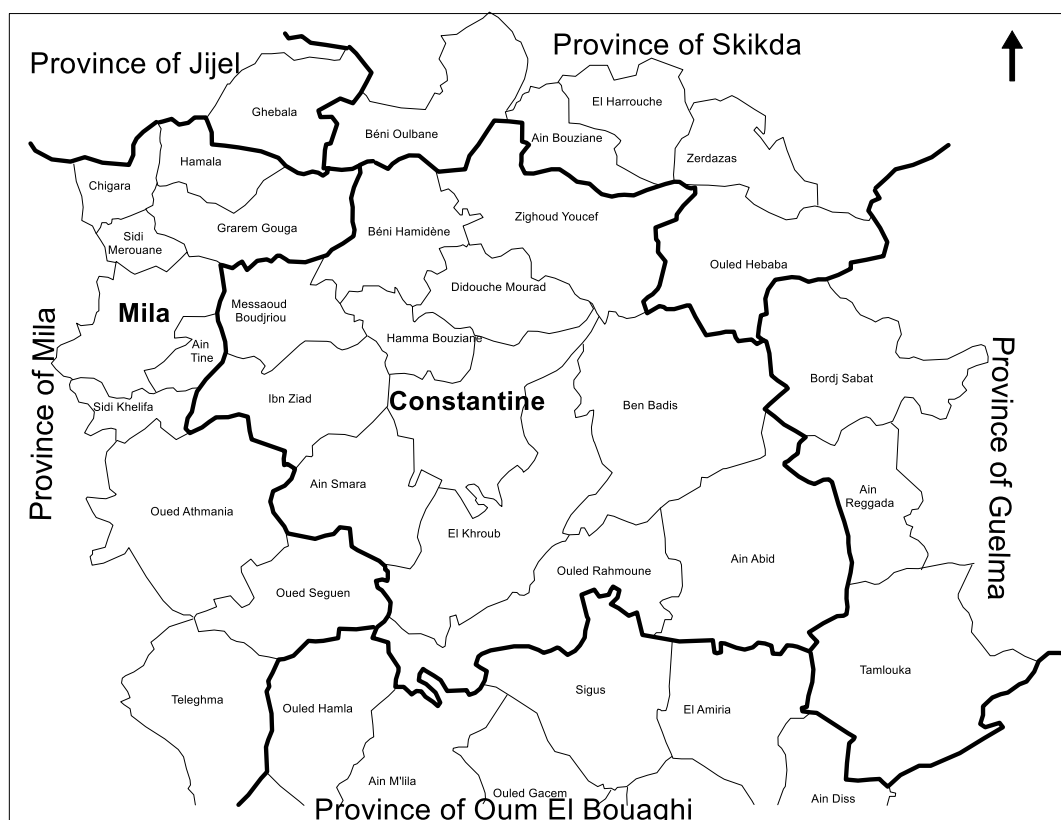 Province of Skikda
Province of Jijel
El Harrouche
Ghebala
Béni Oulbane
Ain Bouziane
Hamala
Zerdazas
Chigara
Zighoud Youcef
Grarem Gouga
Béni Hamidène
Sidi
Merouane
Ouled Hebaba
Didouche Mourad
Messaoud
Boudjriou
Mila
Hamma Bouziane
Ain
Tine
Province of Mila
Bordj Sabat
Ibn Ziad
Constantine
Ben Badis
Sidi Khelifa
Province of Guelma
Ain Smara
Ain
Reggada
Oued Athmania
El Khroub
Ain Abid
Ouled Rahmoune
Oued Seguen
Tamlouka
Sigus
Teleghma
Ouled Hamla
El Amiria
Ain M'lila
Ouled Gacem
Ain Diss
Province of Oum El Bouaghi